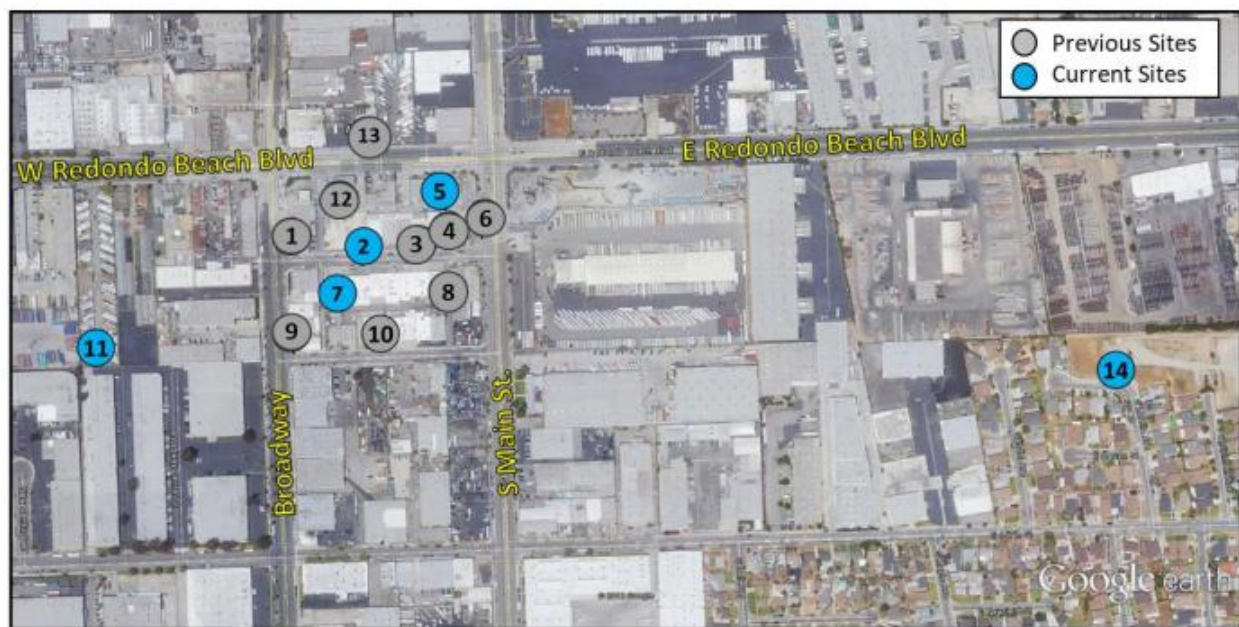 Previous Sites
Current Sites
13
E Redondo Beach Blvd
W Redondo Beach Blvd
5
12
6
4
1
2
3
7
8
9
10
11
14
Broadway
S Main St.
Google earth